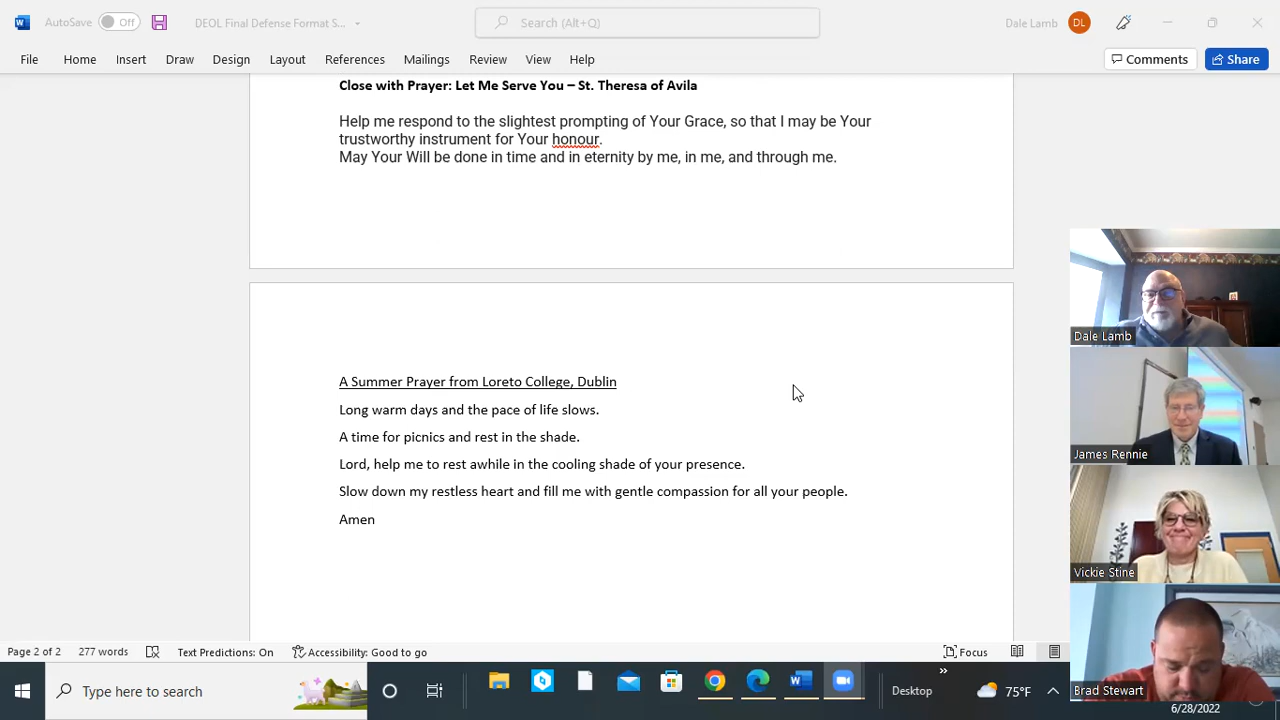 AutoSave Off DEOL Final Defense Format S... Search (Alt+Q) Dale Lamb DL
File Home Insert Draw Design Layout References Mailings Review View Help Comments Share
Close with Prayer: Let Me Serve You – St. Theresa of Avila
Help me respond to the slightest prompting of Your Grace, so that I may be Your
trustworthy instrument for Your honour.
May Your Will be done in time and in eternity by me, in me, and through me.
A Summer Prayer from Loreto College, Dublin
Long warm days and the pace of life slows.
A time for picnics and rest in the shade.
Lord, help me to rest awhile in the cooling shade of your presence.
Slow down my restless heart and fill me with gentle compassion for all your people.
Amen
Dale Lamb
James Rennie
Vickie Stine
Brad Stewart
Page 2 of 2 277 words Text Predictions: On Accessibility: Good to go Focus
Type here to search Desktop 75°F
6/28/2022